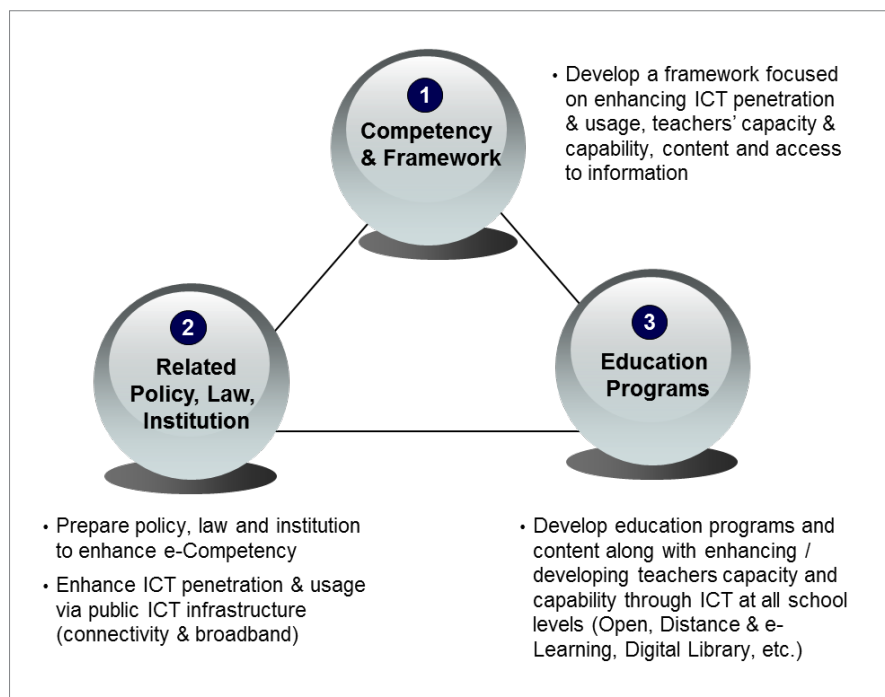 1
Competency
& Framework
• Develop a framework focused
on enhancing ICT penetration
& usage, teachers’ capacity &
capability, content and access
to information
2
Related
Policy, Law,
Institution
3
Education
Programs
• Prepare policy, law and institution
to enhance e-Competency
• Enhance ICT penetration & usage
via public ICT infrastructure
(connectivity & broadband)
• Develop education programs and
content along with enhancing /
developing teachers capacity and
capability through ICT at all school
levels (Open, Distance & e-
Learning, Digital Library, etc.)